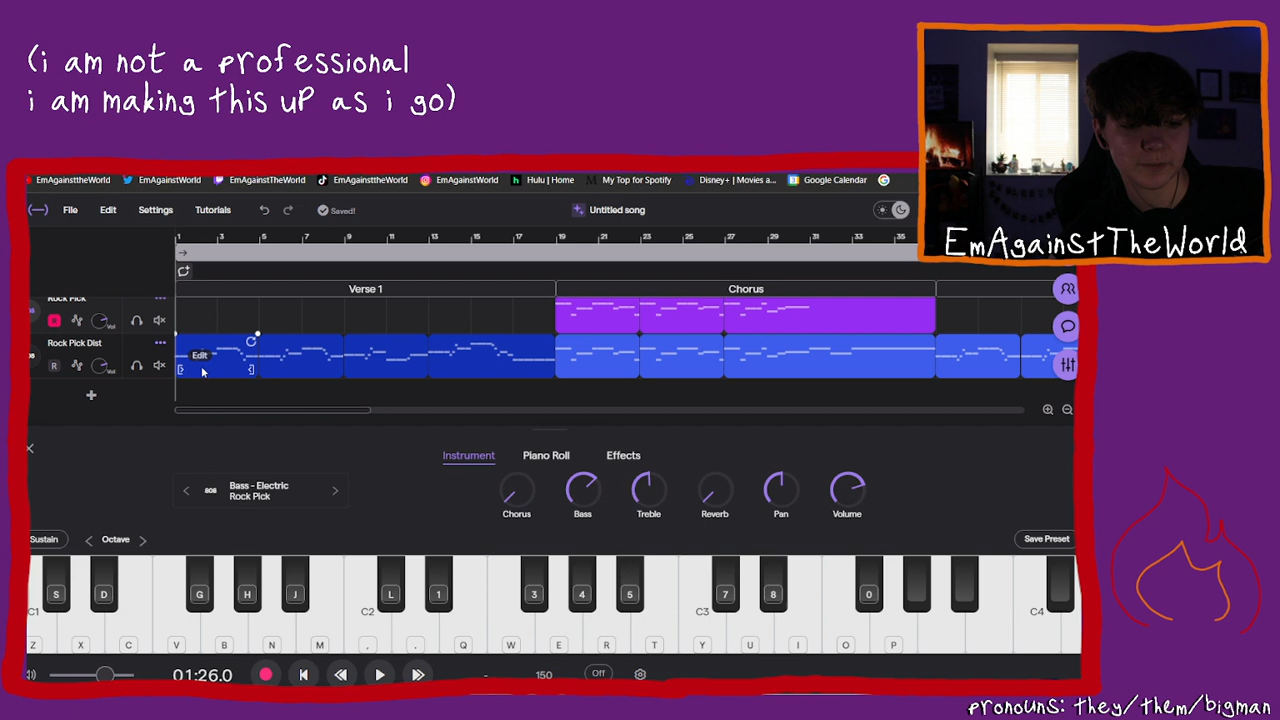 (i am not a professional
i am making this up as i go)
EmAgainstTheWorld
EmAgainsttheWorld EmAgainstWorld EmAgainstTheWorld EmAgainsttheWorld EmAgainstWorld Hulu | Home My Top for Spotify Disney+ | Movies a... Google Calendar
File Edit Settings Tutorials Saved! Untitled song
1 3 5 7 9 11 13 15 17 19 21 23 25 27 29 31 33 35
Verse 1 Chorus
Rock Pick
Vol
Rock Pick Dist
R Vol
Edit
Instrument Piano Roll Effects
808 Bass - Electric
Rock Pick
Chorus Bass Treble Reverb Pan Volume
Sustain Octave Save Preset
S D G H J L 1 3 4 5 7 8 0
C1 C2 C3 C4
Z X C V B N M , . Q W E R T Y U I O P
01:26.0 - 150 Off
pronouns: they/them/bigman